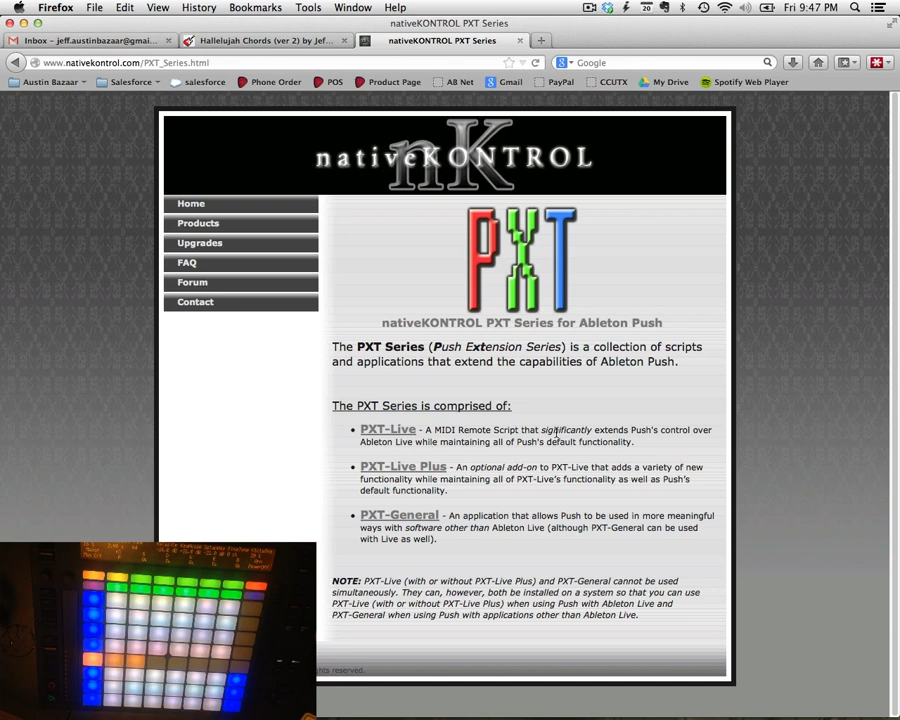 Firefox File Edit View History Bookmarks Tools Window Help 20 Fri 9:47 PM
nativeKONTROL PXT Series
Inbox – jeff.austinbazaar@gmai... × Hallelujah Chords (ver 2) by Jef... × nativeKONTROL PXT Series × +
www.nativekontrol.com/PXT_Series.html Google
Austin Bazaar Salesforce salesforce Phone Order POS Product Page AB Net Gmail PayPal CCUTX My Drive Spotify Web Player
nK
nativeKONTROL
Home
Products
Upgrades
FAQ
Forum
Contact
PXT
nativeKONTROL PXT Series for Ableton Push
The PXT Series (Push Extension Series) is a collection of scripts
and applications that extend the capabilities of Ableton Push.
The PXT Series is comprised of:
• PXT-Live - A MIDI Remote Script that significantly extends Push's control over
Ableton Live while maintaining all of Push's default functionality.
• PXT-Live Plus - An optional add-on to PXT-Live that adds a variety of new
functionality while maintaining all of PXT-Live's functionality as well as Push's
default functionality.
• PXT-General - An application that allows Push to be used in more meaningful
ways with software other than Ableton Live (although PXT-General can be used
with Live as well).
NOTE: PXT-Live (with or without PXT-Live Plus) and PXT-General cannot be used
simultaneously. They can, however, both be installed on a system so that you can use
PXT-Live (with or without PXT-Live Plus) when using Push with Ableton Live and
PXT-General when using Push with applications other than Ableton Live.
rights reserved.